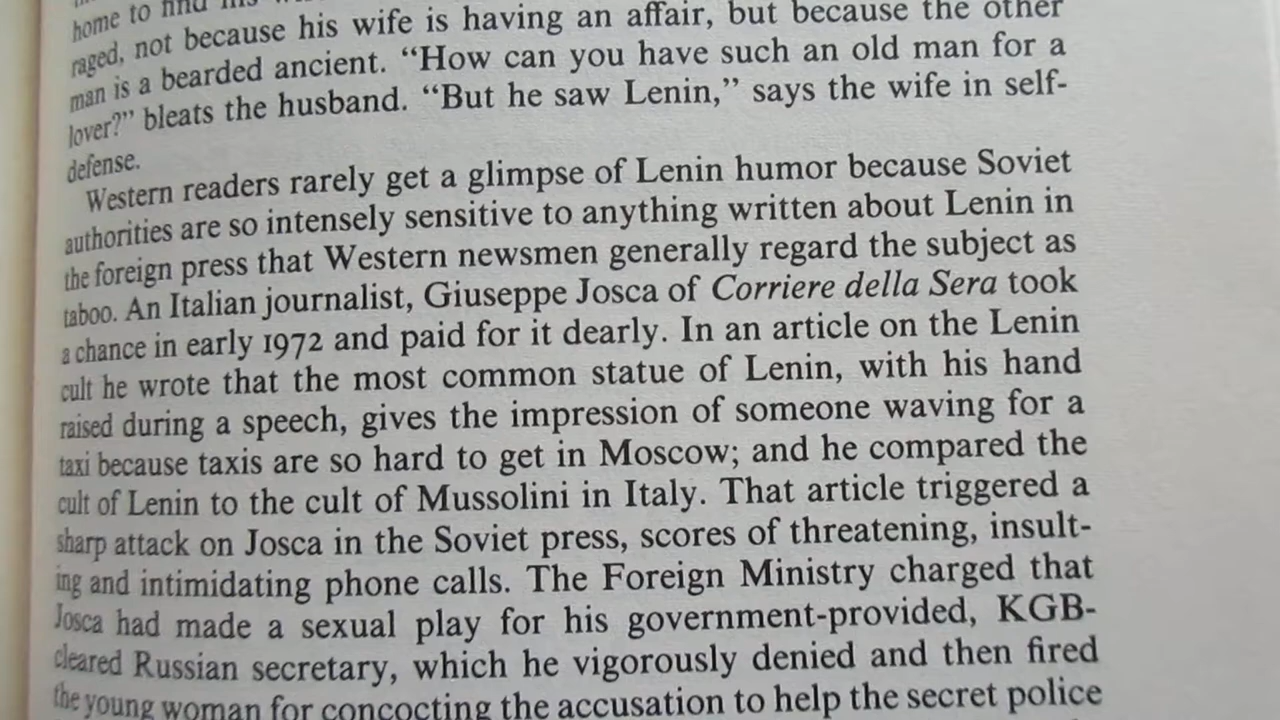 home to find his
raged, not because his wife is having an affair, but because the other
man is a bearded ancient. “How can you have such an old man for a
lover?” bleats the husband. “But he saw Lenin,” says the wife in self-
defense.
Western readers rarely get a glimpse of Lenin humor because Soviet
authorities are so intensely sensitive to anything written about Lenin in
the foreign press that Western newsmen generally regard the subject as
taboo. An Italian journalist, Giuseppe Josca of Corriere della Sera took
a chance in early 1972 and paid for it dearly. In an article on the Lenin
cult he wrote that the most common statue of Lenin, with his hand
raised during a speech, gives the impression of someone waving for a
taxi because taxis are so hard to get in Moscow; and he compared the
cult of Lenin to the cult of Mussolini in Italy. That article triggered a
sharp attack on Josca in the Soviet press, scores of threatening, insult-
ing and intimidating phone calls. The Foreign Ministry charged that
Josca had made a sexual play for his government-provided, KGB-
cleared Russian secretary, which he vigorously denied and then fired
the young woman for concocting the accusation to help the secret police